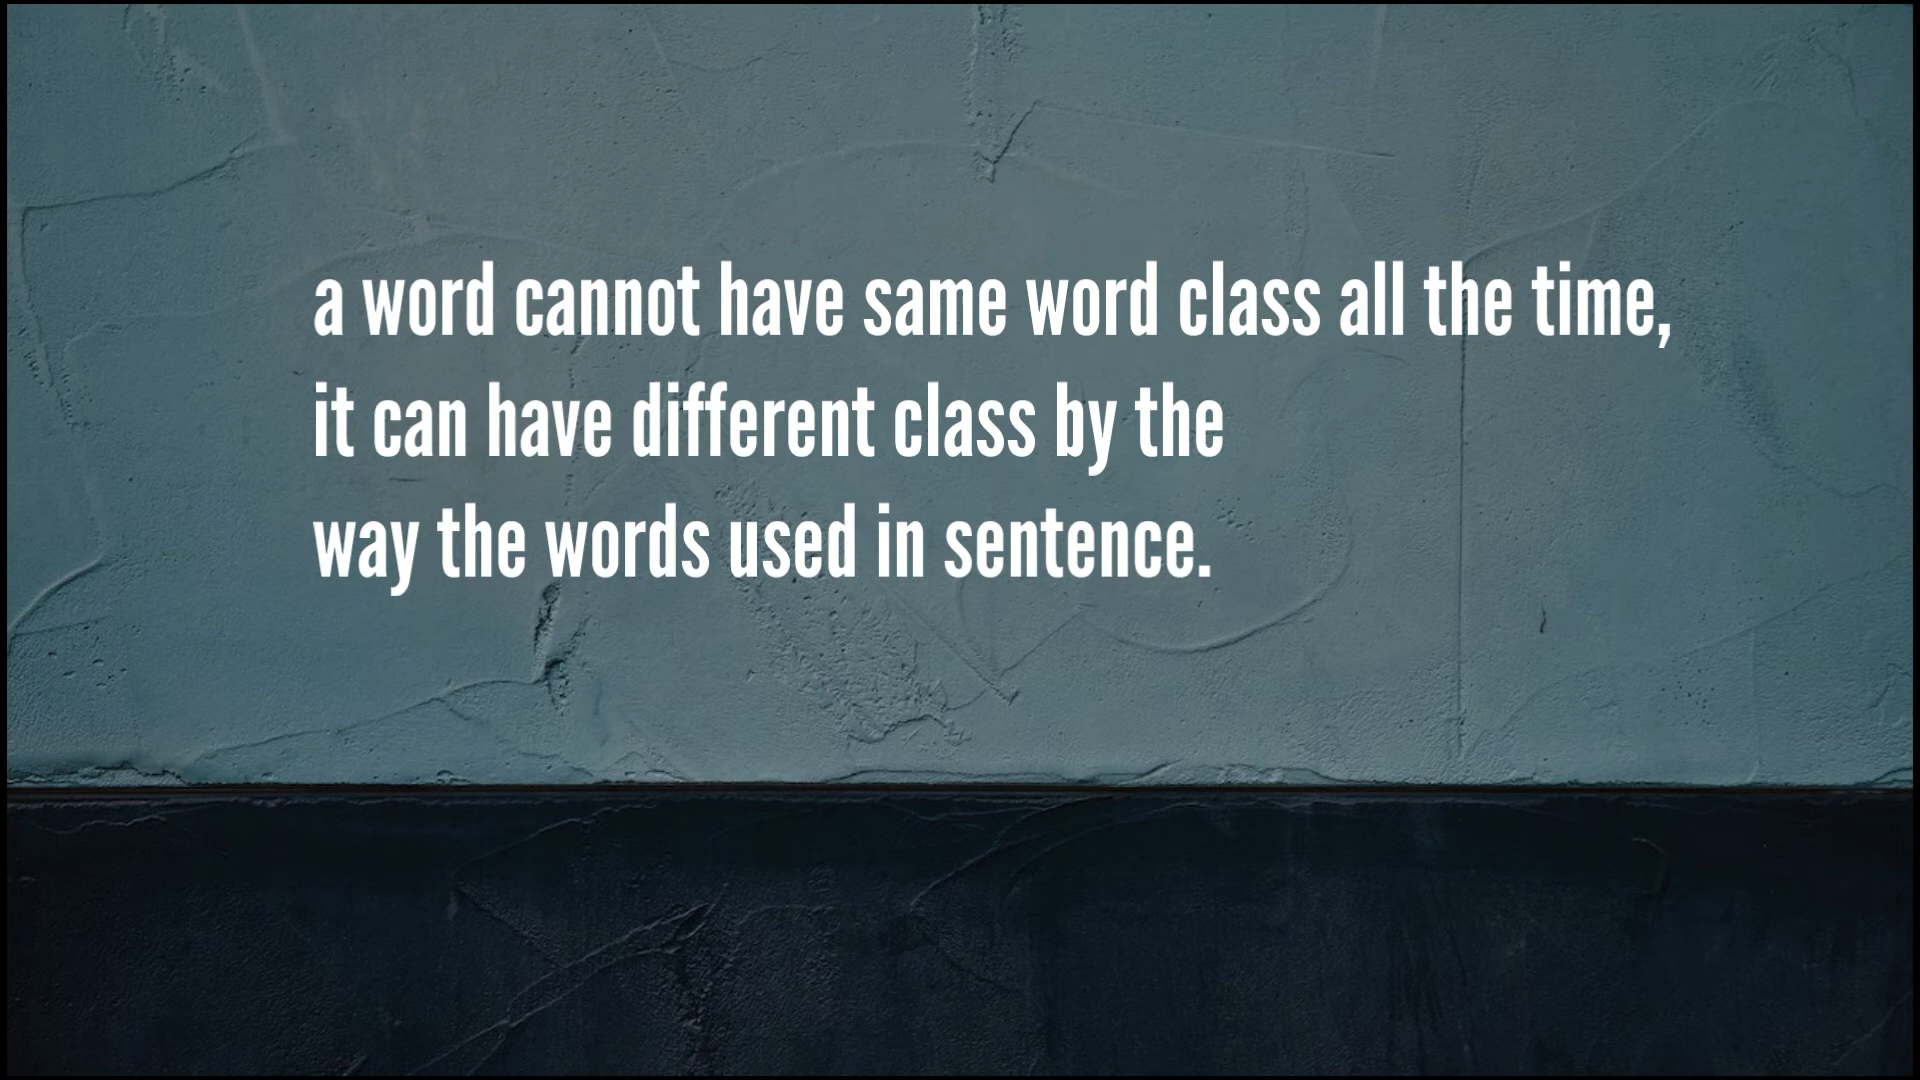 a word cannot have same word class all the time,
it can have different class by the
way the words used in sentence.